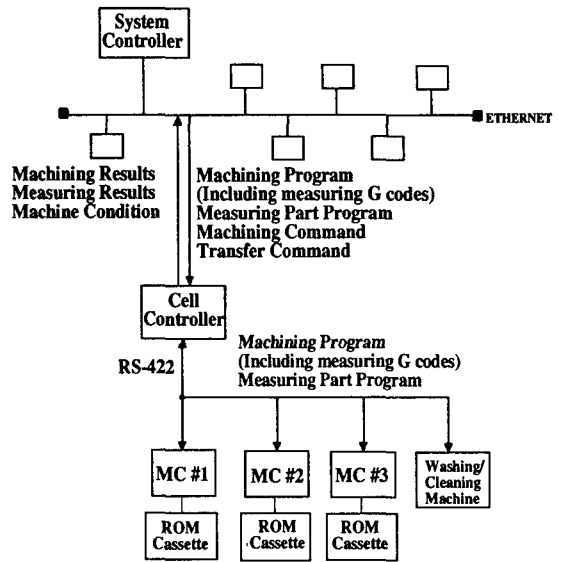 System
Controller
ETHERNET
Machining Results
Measuring Results
Machine Condition
Machining Program
(Including measuring G codes)
Measuring Part Program
Machining Command
Transfer Command
Cell
Controller
RS-422
Machining Program
(Including measuring G codes)
Measuring Part Program
MC #1
MC #2
MC #3
Washing/
Cleaning
Machine
ROM
Cassette
ROM
Cassette
ROM
Cassette